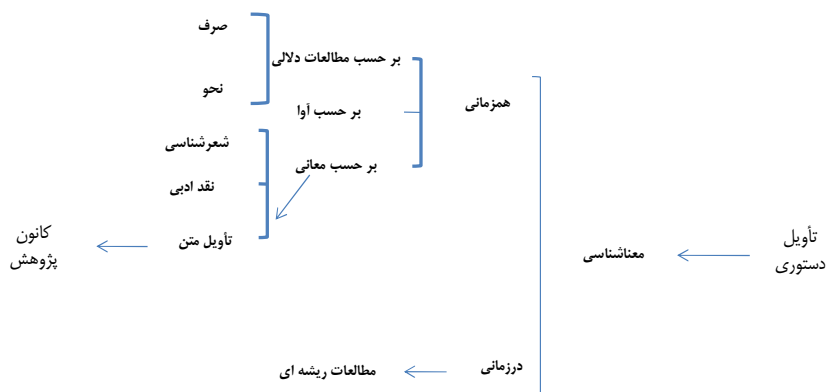 تأویل
دستوری
معناشناسی
همزمانی
بر حسب مطالعات دلالی
صرف
نحو
بر حسب آوا
بر حسب معانی
شعرشناسی
نقد ادبی
تأویل متن
کانون
پژوهش
درزمانی
مطالعات ریشه ای